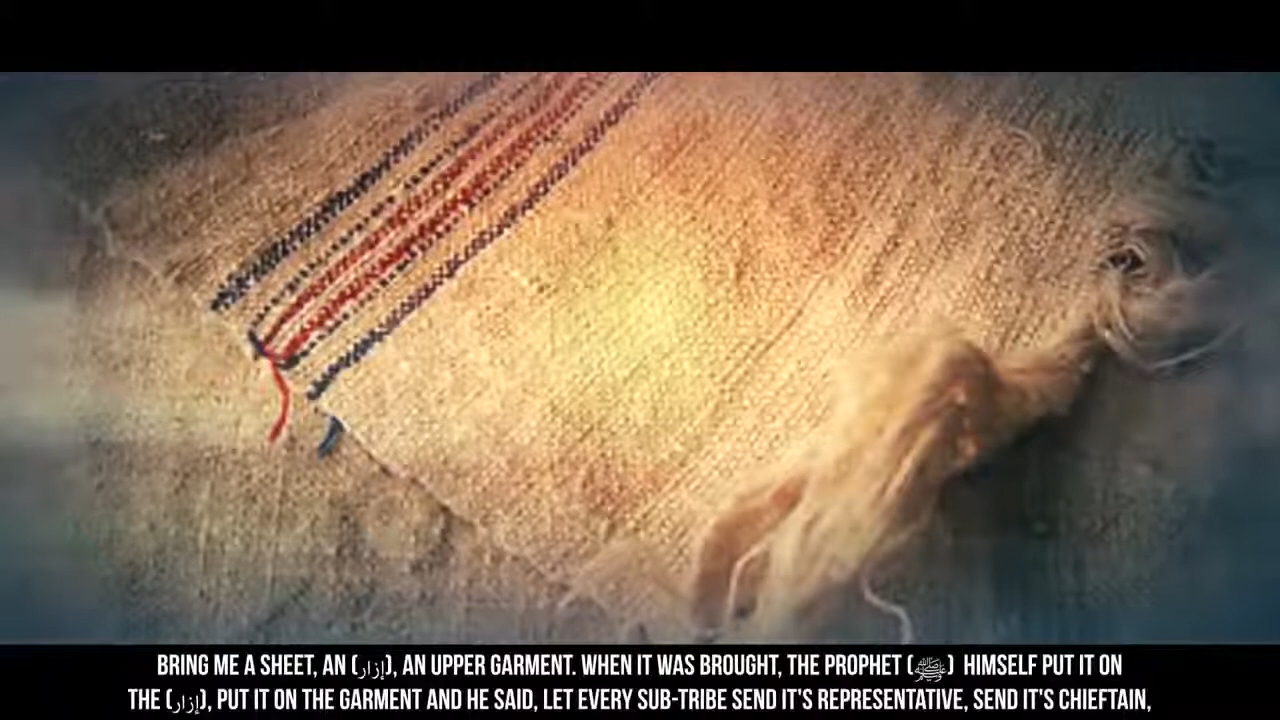 BRING ME A SHEET, AN (إزار), AN UPPER GARMENT. WHEN IT WAS BROUGHT, THE PROPHET (ﷺ) HIMSELF PUT IT ON
THE (إزار), PUT IT ON THE GARMENT AND HE SAID, LET EVERY SUB-TRIBE SEND IT'S REPRESENTATIVE, SEND IT'S CHIEFTAIN,